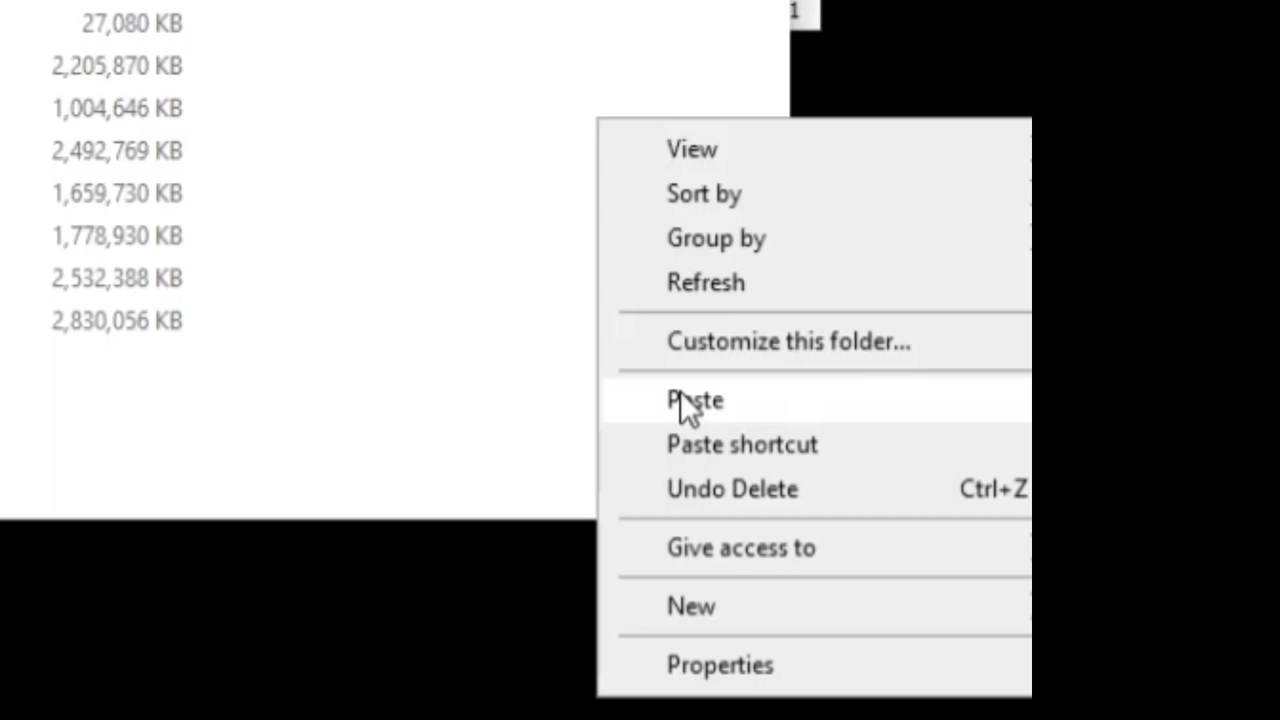 1
27,080 KB
2,205,870 KB
1,004,646 KB
2,492,769 KB
1,659,730 KB
1,778,930 KB
2,532,388 KB
2,830,056 KB
View
Sort by
Group by
Refresh
Customize this folder...
Paste
Paste shortcut
Undo Delete Ctrl+Z
Give access to
New
Properties